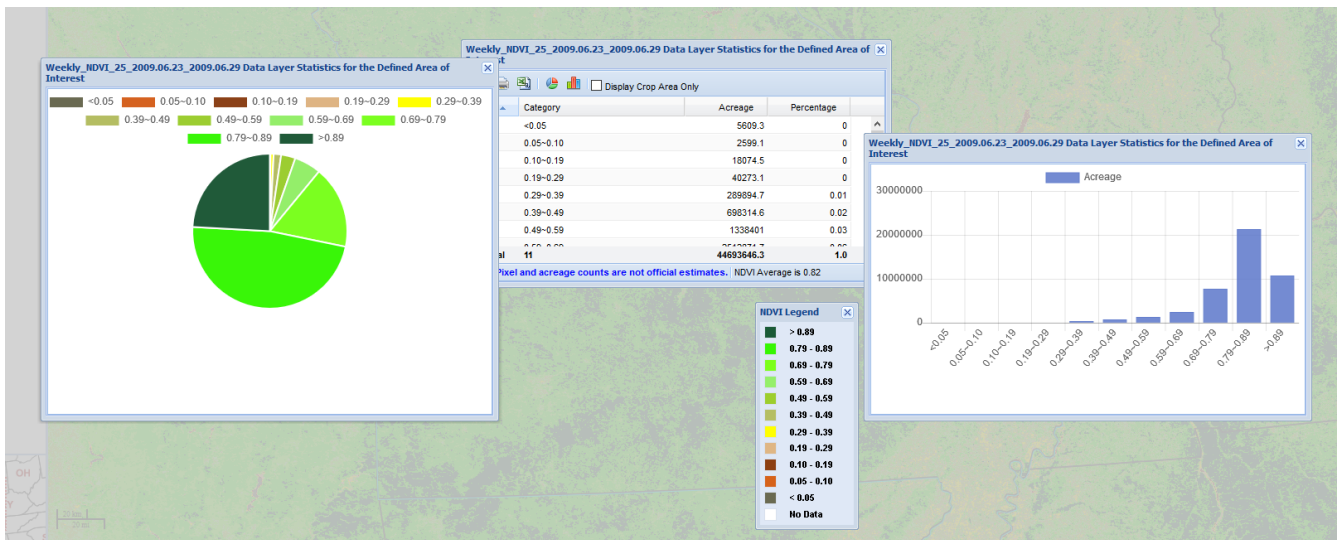 Weekly_NDVI_25_2009.06.23_2009.06.29 Data Layer Statistics for the Defined Area of
Interest
<0.05 0.05~0.10 0.10~0.19 0.19~0.29 0.29~0.39
0.39~0.49 0.49~0.59 0.59~0.69 0.69~0.79
0.79~0.89 >0.89
Weekly_NDVI_25_2009.06.23_2009.06.29 Data Layer Statistics for the Defined Area of
Display Crop Area Only
Category Acreage Percentage
<0.05 5609.3 0
0.05~0.10 2599.1 0
0.10~0.19 18074.5 0
0.19~0.29 40273.1 0
0.29~0.39 289894.7 0.01
0.39~0.49 698314.6 0.02
0.49~0.59 1338401 0.03
11 44693646.3 1.0
Pixel and acreage counts are not official estimates. NDVI Average is 0.82
Weekly_NDVI_25_2009.06.23_2009.06.29 Data Layer Statistics for the Defined Area of
Interest
Acreage
30000000
20000000
10000000
0
<0.05
0.05~0.10
0.10~0.19
0.19~0.29
0.29~0.39
0.39~0.49
0.49~0.59
0.59~0.69
0.69~0.79
0.79~0.89
>0.89
NDVI Legend
> 0.89
0.79 - 0.89
0.69 - 0.79
0.59 - 0.69
0.49 - 0.59
0.39 - 0.49
0.29 - 0.39
0.19 - 0.29
0.10 - 0.19
0.05 - 0.10
< 0.05
No Data
OH